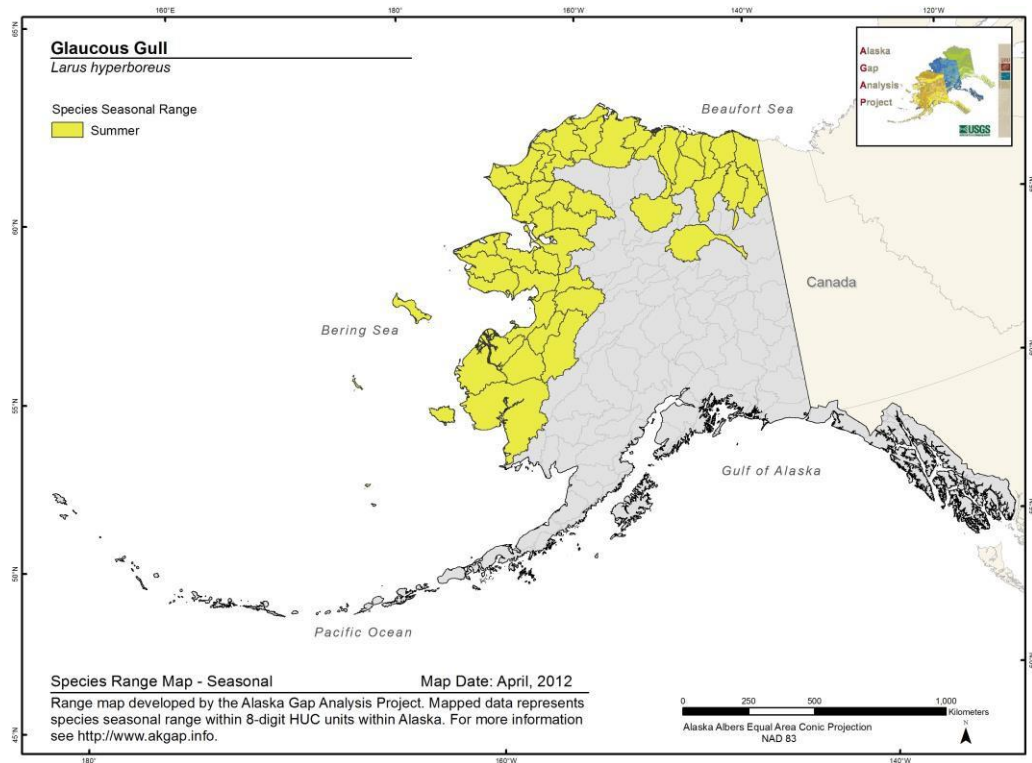 65°N
180°
160°W
140°W
120°W
Glaucous Gull
Larus hyperboreus
Species Seasonal Range
Summer
Alaska
Gap
Analysis
Project
USGS
Beaufort Sea
60°N
Canada
Bering Sea
55°N
Gulf of Alaska
50°N
Pacific Ocean
Species Range Map - Seasonal Map Date: April, 2012
Range map developed by the Alaska Gap Analysis Project. Mapped data represents
species seasonal range within 8-digit HUC units within Alaska. For more information
see http://www.akgap.info.
0 250 500 1,000
Kilometers
Alaska Albers Equal Area Conic Projection
NAD 83
N
45°N
180°
160°W
140°W